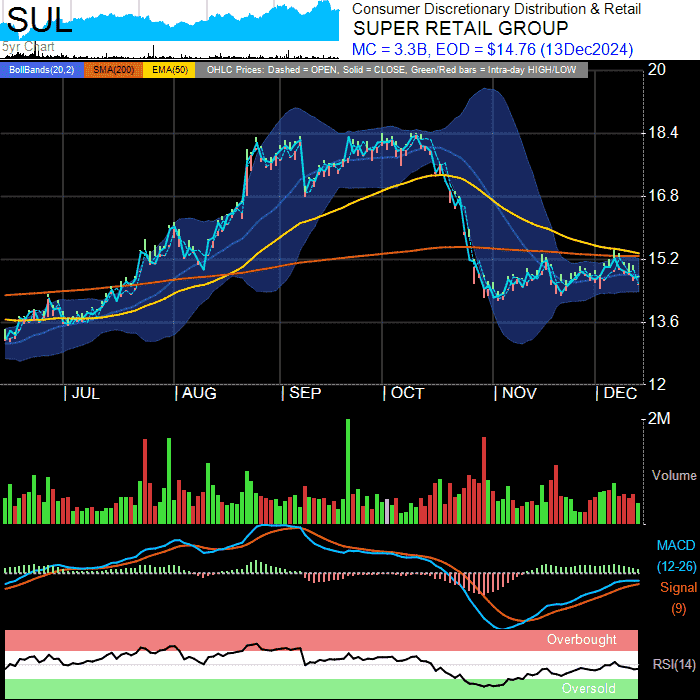 SUL
5yr Chart
Consumer Discretionary Distribution & Retail
SUPER RETAIL GROUP
MC = 3.3B, EOD = $14.76 (13Dec2024)
BollBands(20,2) SMA(200) EMA(50) OHLC Prices: Dashed = OPEN, Solid = CLOSE, Green/Red bars = Intra-day HIGH/LOW
20
18.4
16.8
15.2
13.6
12
JUL AUG SEP OCT NOV DEC
2M
Volume
MACD
(12-26)
Signal
(9)
Overbought
RSI(14)
Oversold